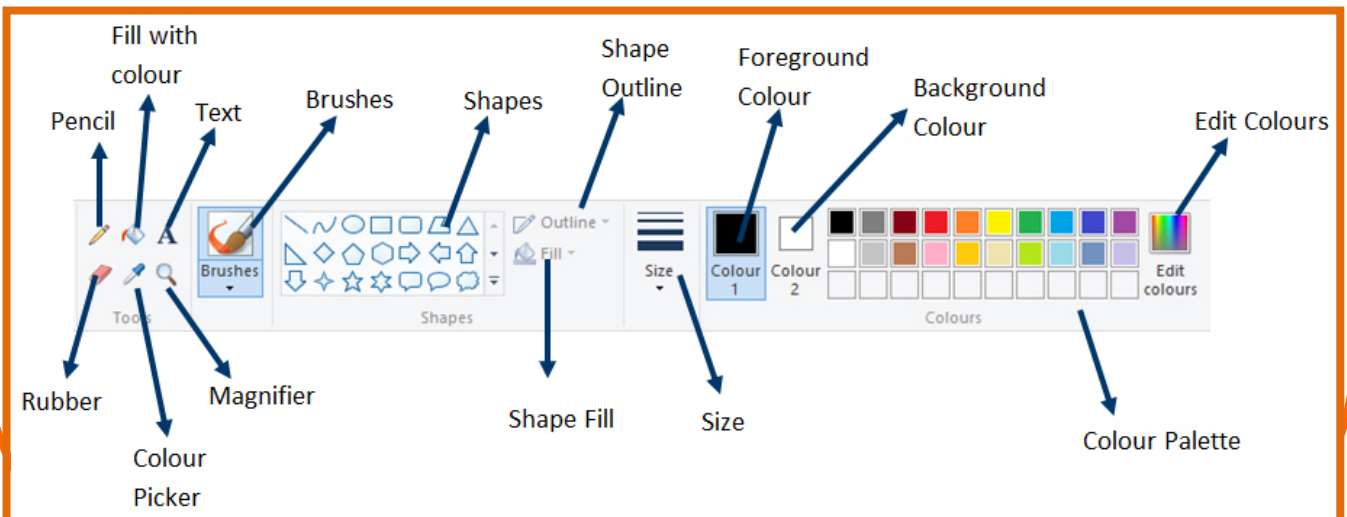 Fill with
colour
Pencil
Text
Brushes
Shapes
Shape
Outline
Foreground
Colour
Background
Colour
Edit Colours
A
Outline
Fill
Brushes
Size
Colour
1
Colour
2
Edit
colours
Tools
Shapes
Colours
Rubber
Colour
Picker
Magnifier
Shape Fill
Size
Colour Palette